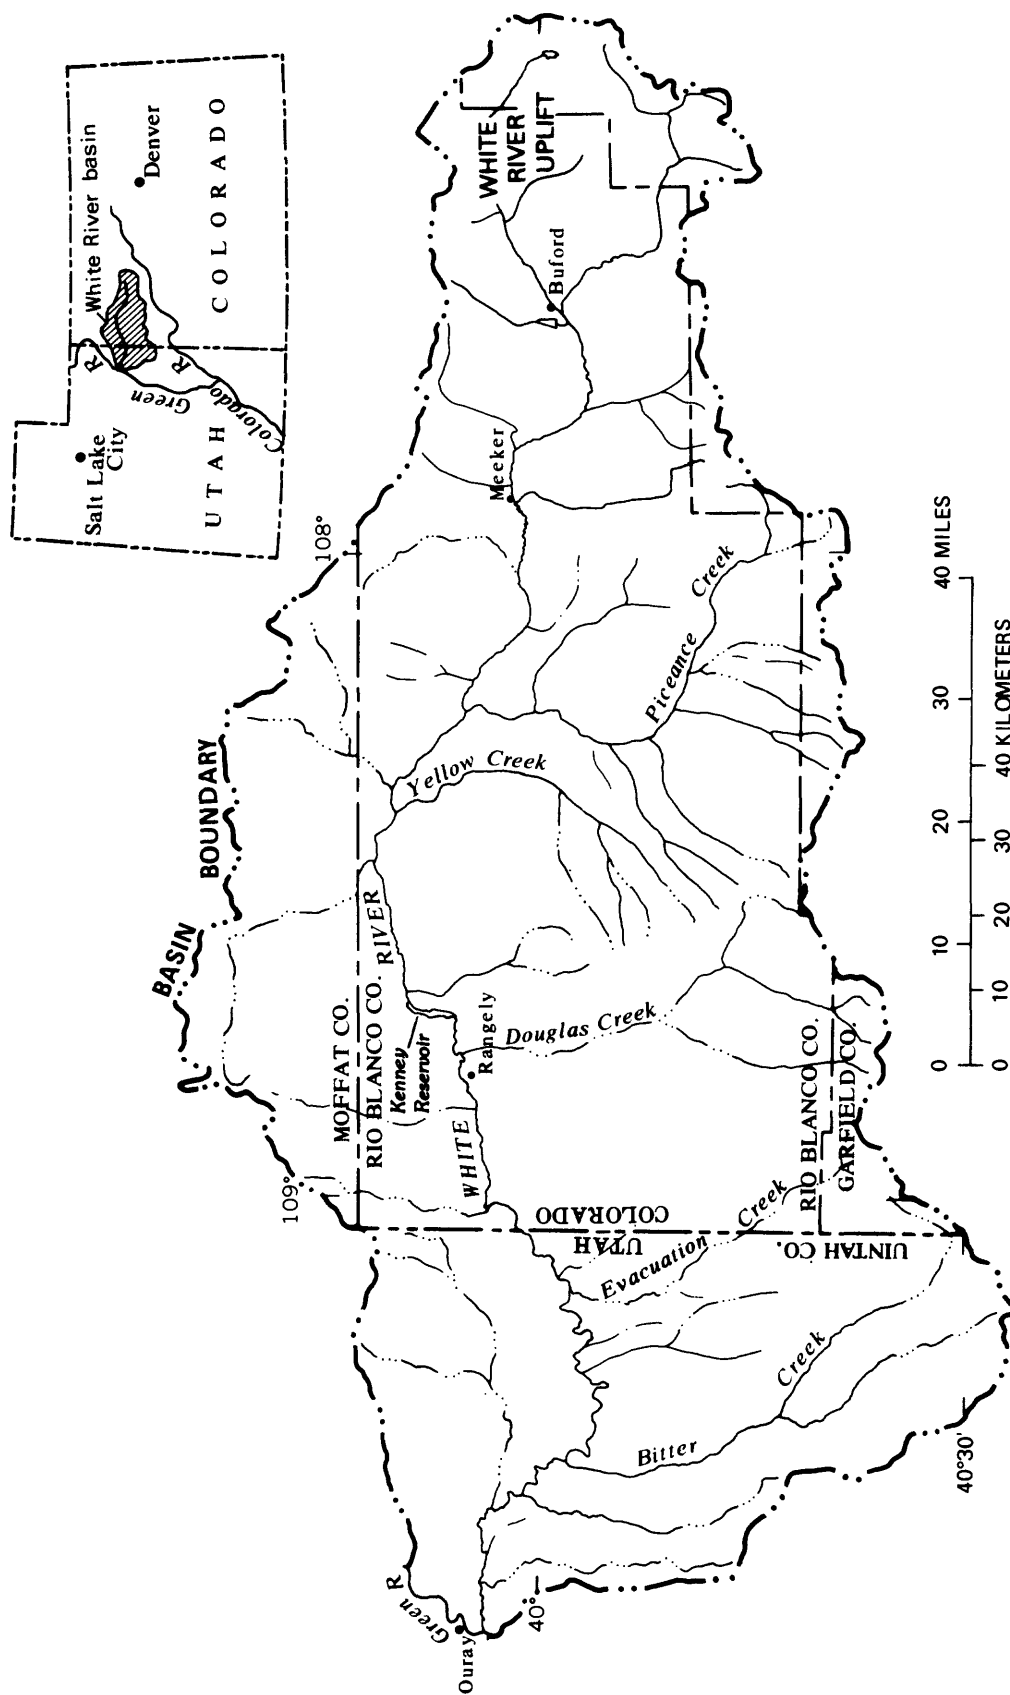 Salt Lake
City
UTAH
Green
R
Colorado
R
White River basin
Denver
COLORADO
BASIN
BOUNDARY
109°
108°
MOFFAT CO.
RIO BLANCO CO.
Kenney
Reservoir
WHITE
RIVER
Rangely
Yellow Creek
Meeker
Buford
WHITE
RIVER
UPLIFT
Green R
Ouray
40°
Bitter
Creek
Evacuation
Creek
UTAH
COLORADO
UINTAH CO.
Douglas Creek
Piceance
Creek
RIO BLANCO CO.
GARFIELD CO.
40°30'
0 10 20 30 40 MILES
0 10 20 30 40 KILOMETERS